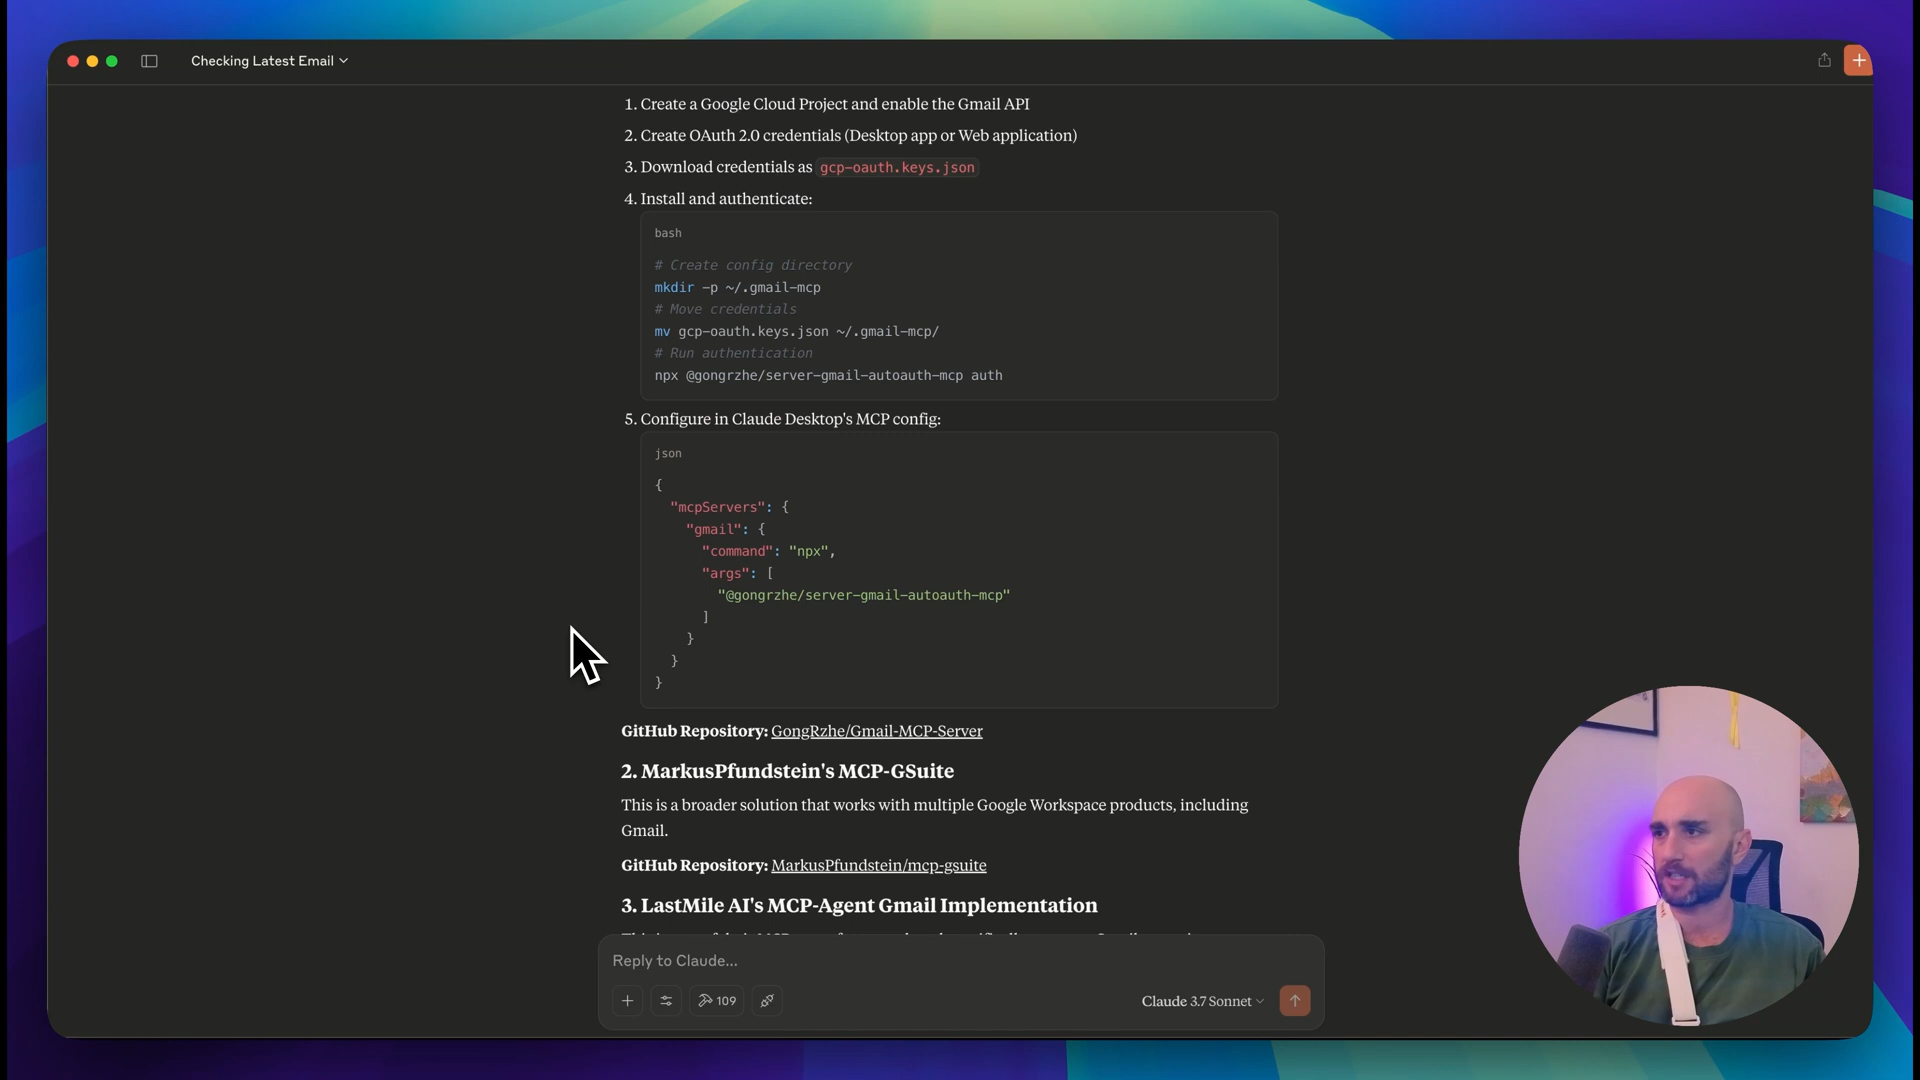 Checking Latest Email
1. Create a Google Cloud Project and enable the Gmail API
2. Create OAuth 2.0 credentials (Desktop app or Web application)
3. Download credentials as gcp-oauth.keys.json
4. Install and authenticate:
bash
# Create config directory
mkdir -p ~/.gmail-mcp
# Move credentials
mv gcp-oauth.keys.json ~/.gmail-mcp/
# Run authentication
npx @gongrzhe/server-gmail-autoauth-mcp auth
5. Configure in Claude Desktop's MCP config:
json
{
"mcpServers": {
"gmail": {
"command": "npx",
"args": [
"@gongrzhe/server-gmail-autoauth-mcp"
]
}
}
}
GitHub Repository: GongRzhe/Gmail-MCP-Server
2. MarkusPfundstein's MCP-GSuite
This is a broader solution that works with multiple Google Workspace products, including
Gmail.
GitHub Repository: MarkusPfundstein/mcp-gsuite
3. LastMile AI's MCP-Agent Gmail Implementation
Reply to Claude...
109
Claude 3.7 Sonnet